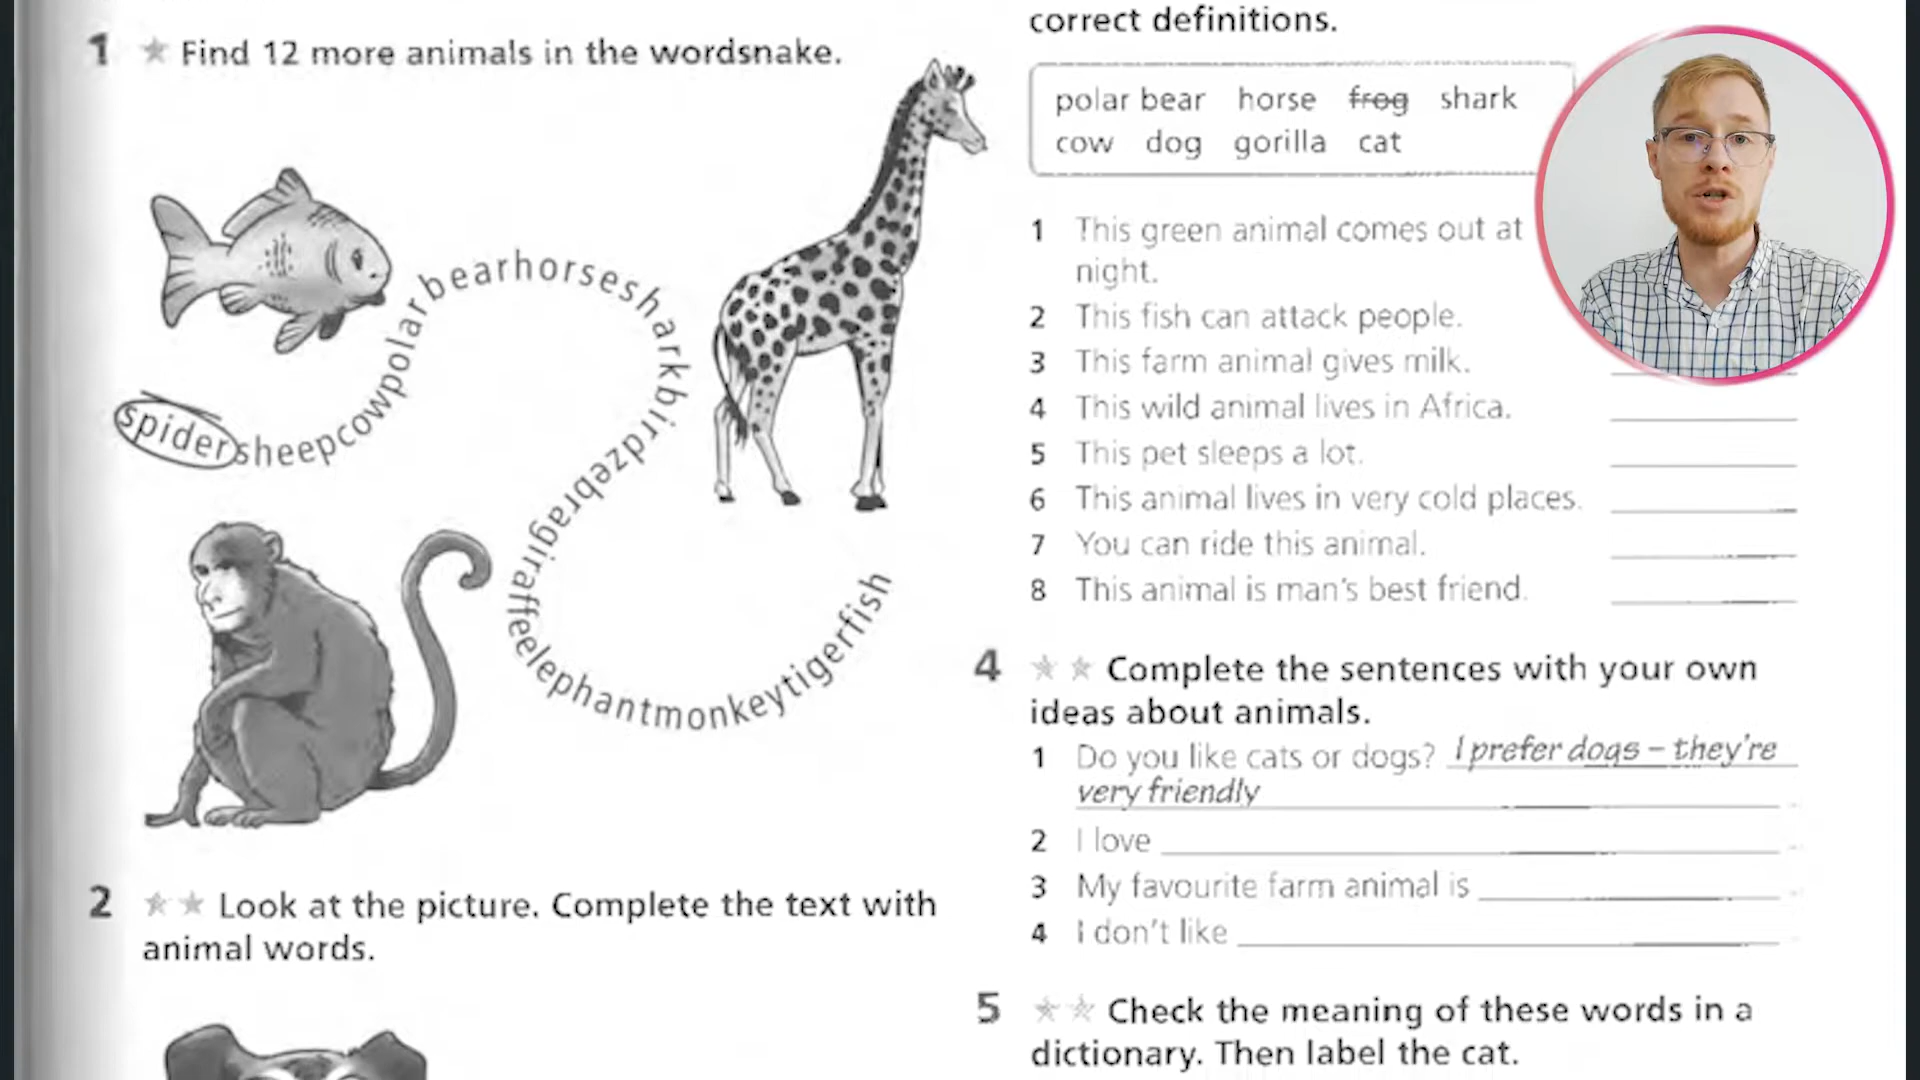 1 Find 12 more animals in the wordsnake.
spidersheepcowpolarbearhorsesharkbirdzebragiraffeelephantmonkeytigerfish
2 Look at the picture. Complete the text with
animal words.
correct definitions.
polar bear horse frog shark
cow dog gorilla cat
1 This green animal comes out at
night.
2 This fish can attack people.
3 This farm animal gives milk.
4 This wild animal lives in Africa.
5 This pet sleeps a lot.
6 This animal lives in very cold places.
7 You can ride this animal.
8 This animal is man's best friend.
4 Complete the sentences with your own
ideas about animals.
1 Do you like cats or dogs? I prefer dogs – they're
very friendly
2 I love
3 My favourite farm animal is
4 I don't like
5 Check the meaning of these words in a
dictionary. Then label the cat.